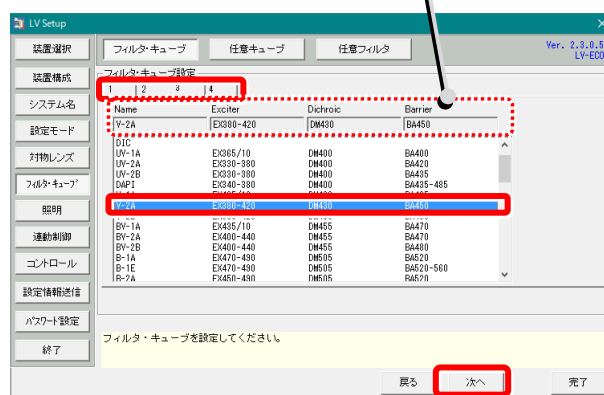 LV Setup
装置選択
フィルタ・キューブ
任意キューブ
任意フィルタ
Ver. 2.3.0.5
LV-ECO
装置構成
フィルタ・キューブ設定
1 2 3 4
システム名
Name Exciter Dichroic Barrier
Y-2A EX380-420 DM430 BA450
設定モード
DIC
UV-1A EX365/10 DM400 BA400
対物レンズ
UV-2A EX330-380 DM400 BA420
UV-2B EX330-380 DM400 BA435
フィルタ・キューブ
DAPI EX340-380 DM400 BA435-485
照明
Y-2A EX380-420 DM430 BA450
BV-1A EX435/10 DM455 BA470
連動制御
BV-2A EX400-440 DM455 BA470
BV-2B EX400-440 DM455 BA480
コントロール
B-1A EX470-490 DM505 BA520
B-1E EX470-490 DM505 BA520-560
B-2A EX450-490 DM505 BA520
設定情報送信
パスワード設定
フィルタ・キューブを設定してください。
終了
戻る
次へ
完了